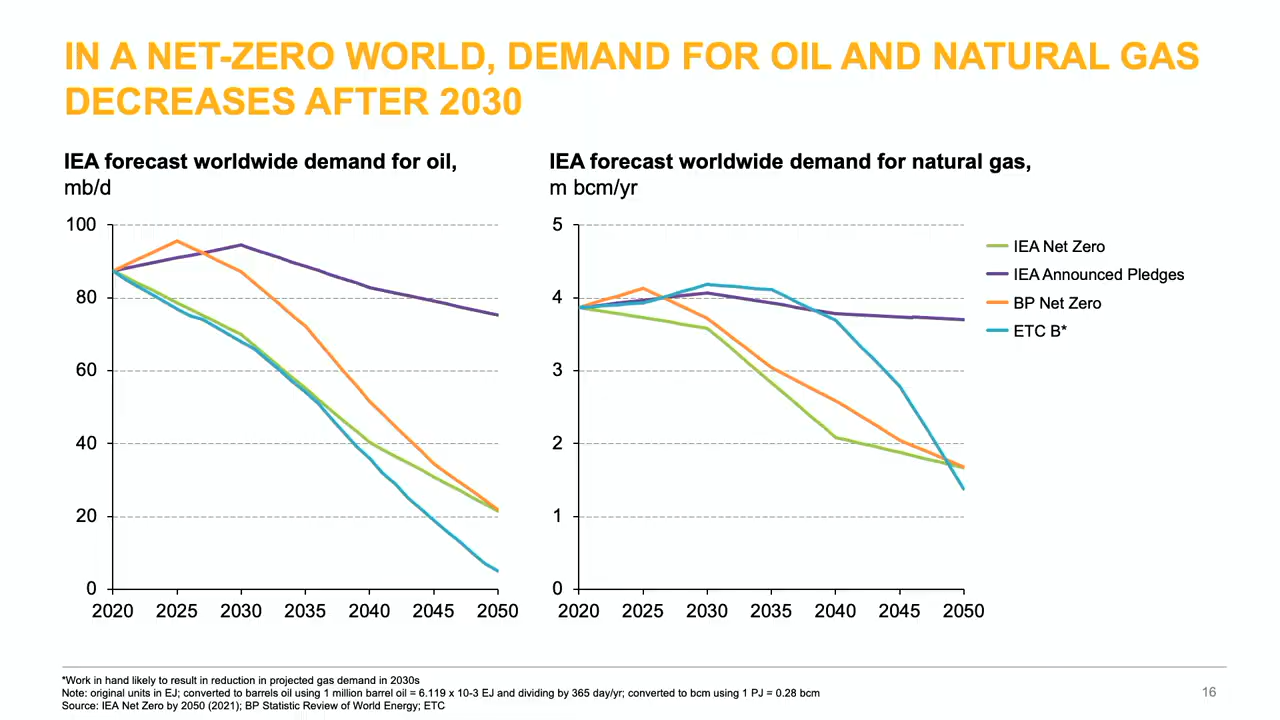 IN A NET-ZERO WORLD, DEMAND FOR OIL AND NATURAL GAS
DECREASES AFTER 2030
IEA forecast worldwide demand for oil,
mb/d
100
80
60
40
20
0
2020 2025 2030 2035 2040 2045 2050
IEA forecast worldwide demand for natural gas,
m bcm/yr
5
4
3
2
1
0
2020 2025 2030 2035 2040 2045 2050
IEA Net Zero
IEA Announced Pledges
BP Net Zero
ETC B*
*Work in hand likely to result in reduction in projected gas demand in 2030s
Note: original units in EJ; converted to barrels oil using 1 million barrel oil = 6.119 x 10-3 EJ and dividing by 365 day/yr; converted to bcm using 1 PJ = 0.28 bcm
Source: IEA Net Zero by 2050 (2021); BP Statistic Review of World Energy; ETC
16